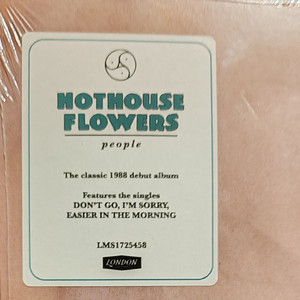 HOTHOUSE
FLOWERS
people
The classic 1988 debut album
Features the singles
DON'T GO, I'M SORRY,
EASIER IN THE MORNING
LMS1725458
LONDON